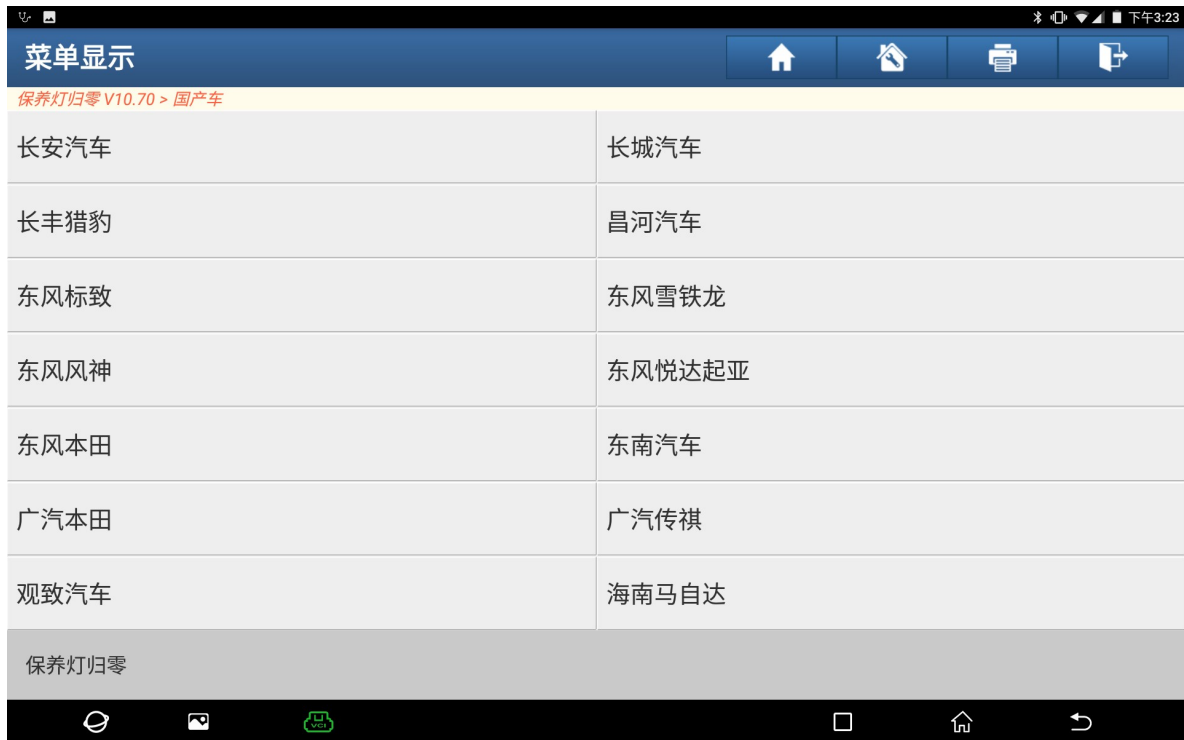 下午3:23
菜单显示
保养灯归零 V10.70 > 国产车
长安汽车 长城汽车
长丰猎豹 昌河汽车
东风标致 东风雪铁龙
东风风神 东风悦达起亚
东风本田 东南汽车
广汽本田 广汽传祺
观致汽车 海南马自达
保养灯归零
VCI